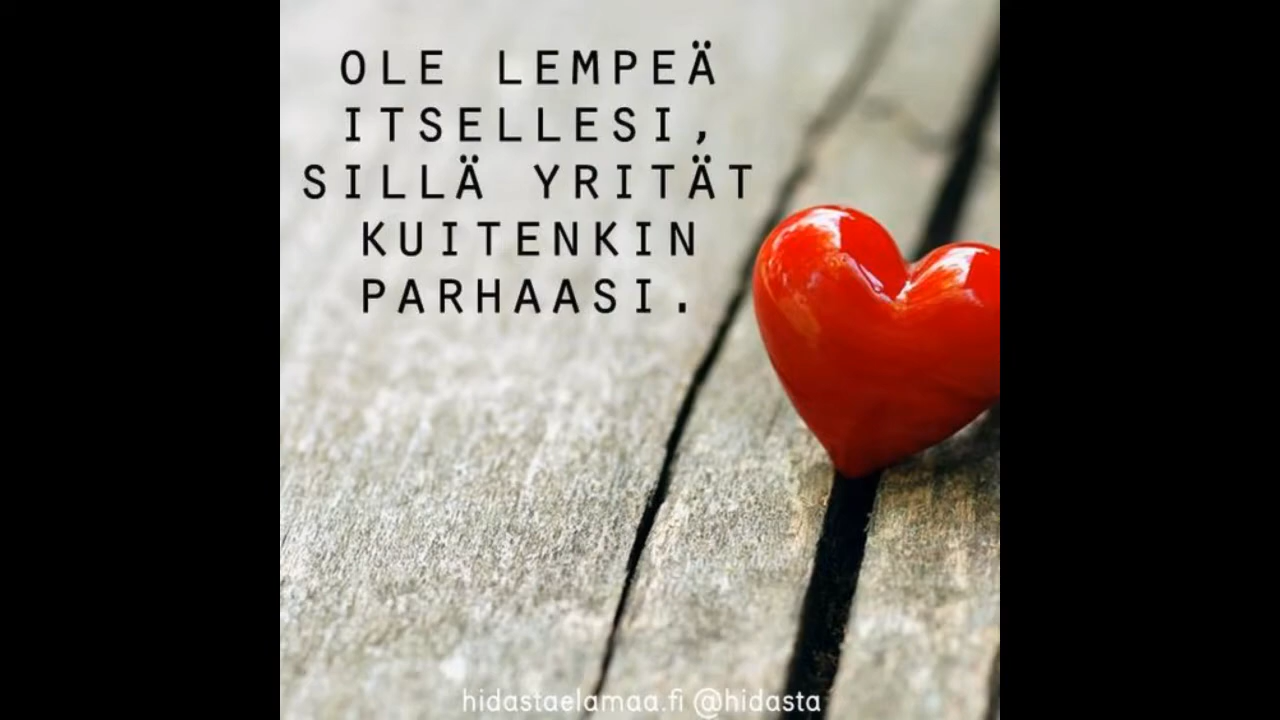 OLE LEMPEÄ
ITSELLESI,
SILLÄ YRITÄT
KUITENKIN
PARHAASI.
hidastaelamaa.fi @hidasta